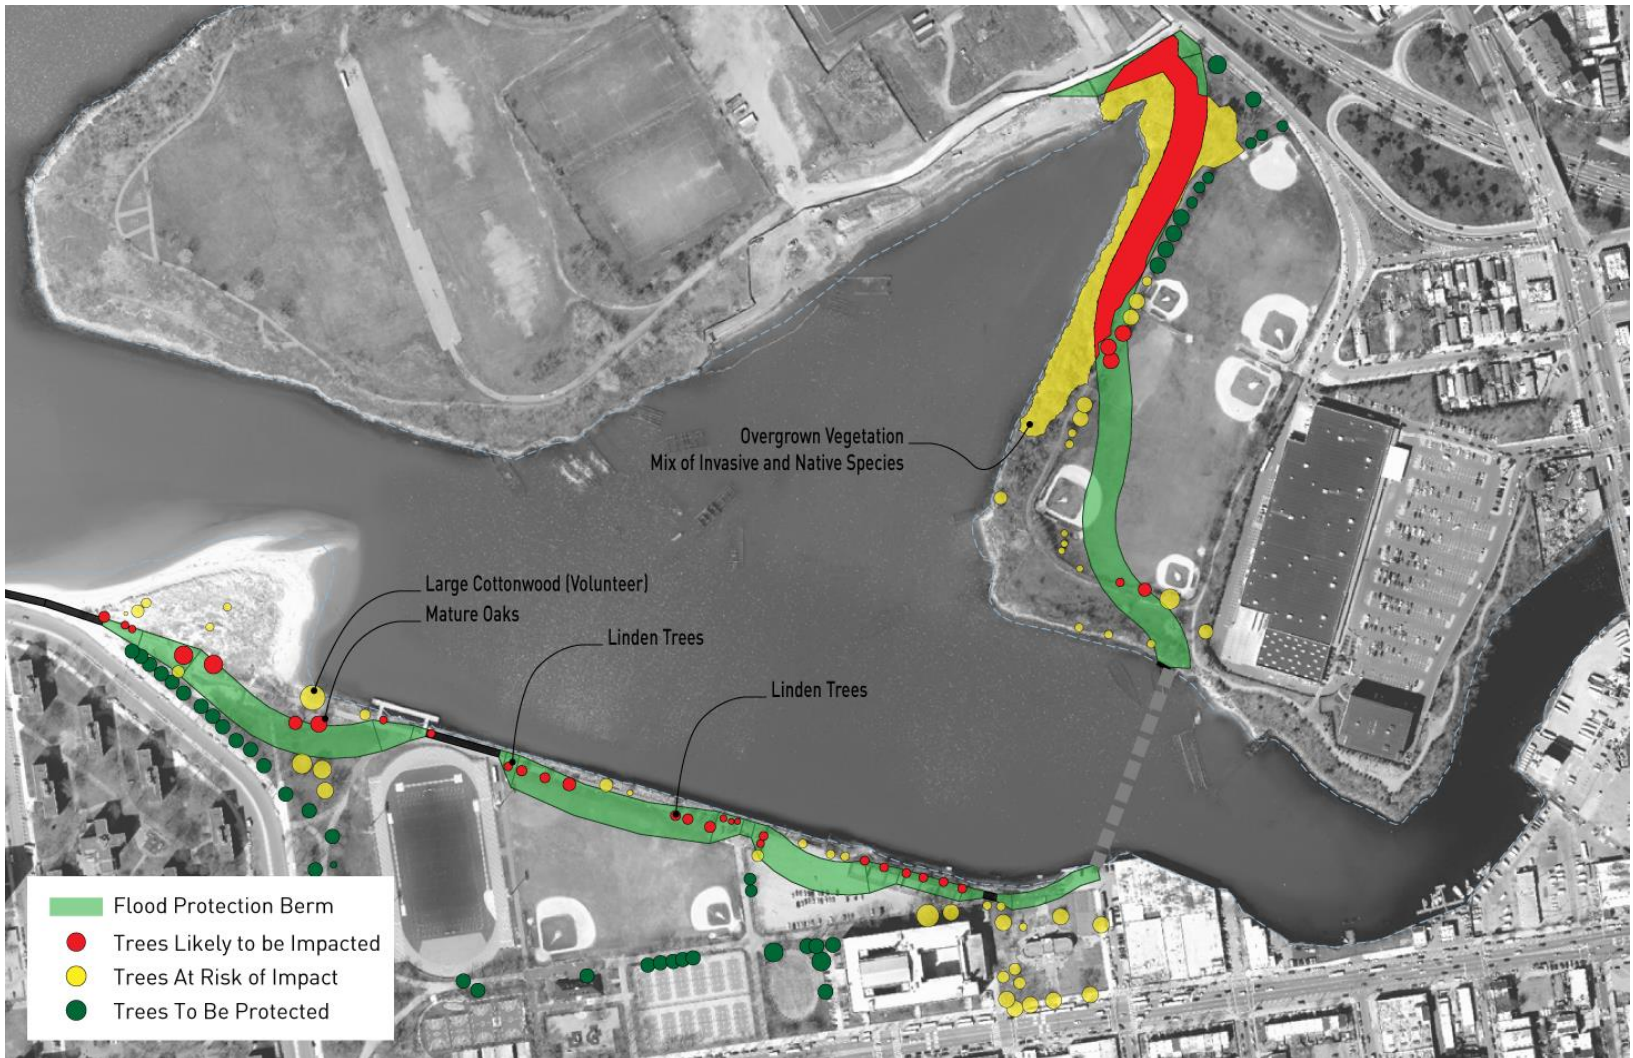 Overgrown Vegetation
Mix of Invasive and Native Species
Large Cottonwood (Volunteer)
Mature Oaks
Linden Trees
Linden Trees
Flood Protection Berm
Trees Likely to be Impacted
Trees At Risk of Impact
Trees To Be Protected